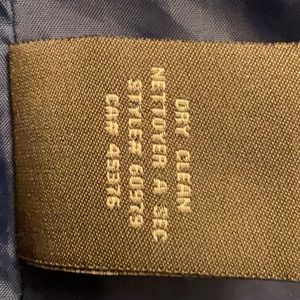 DRY CLEAN
NETTOYER A SEC
STYLE# 60579
CA# 45376